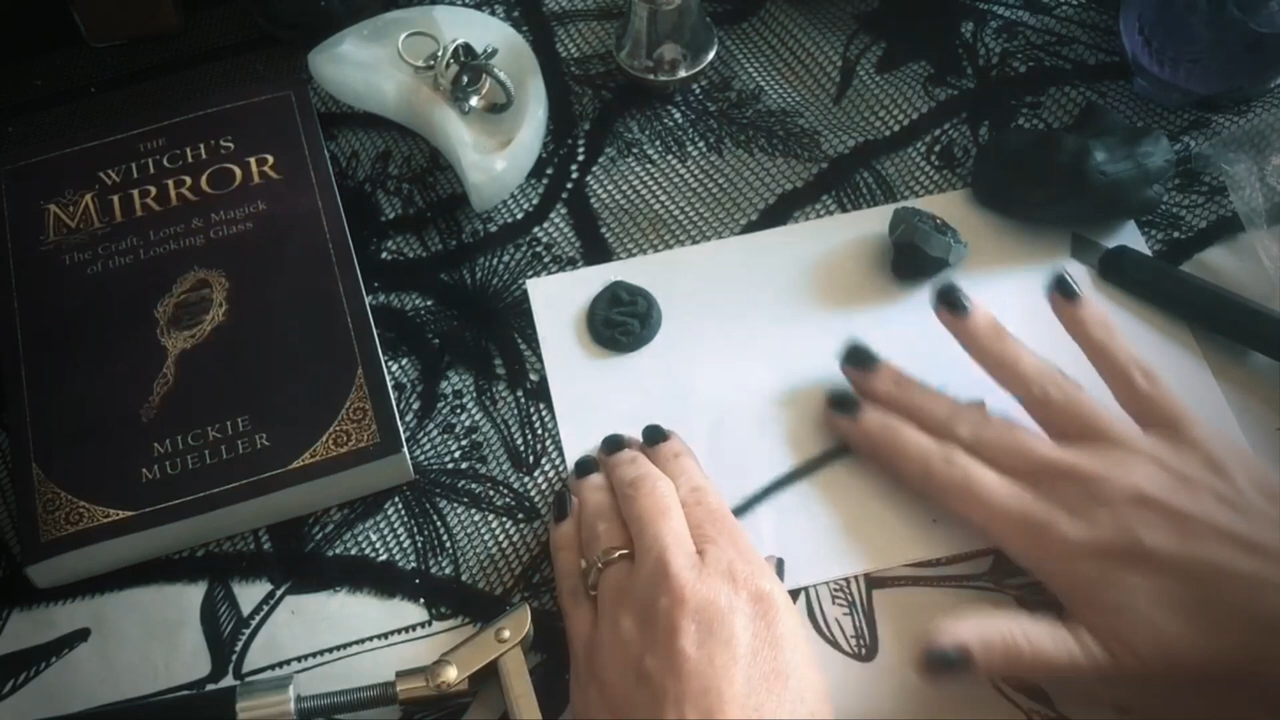 THE
WITCH'S
MIRROR
The Craft, Lore & Magick
of the Looking Glass
MICKIE
MUELLER